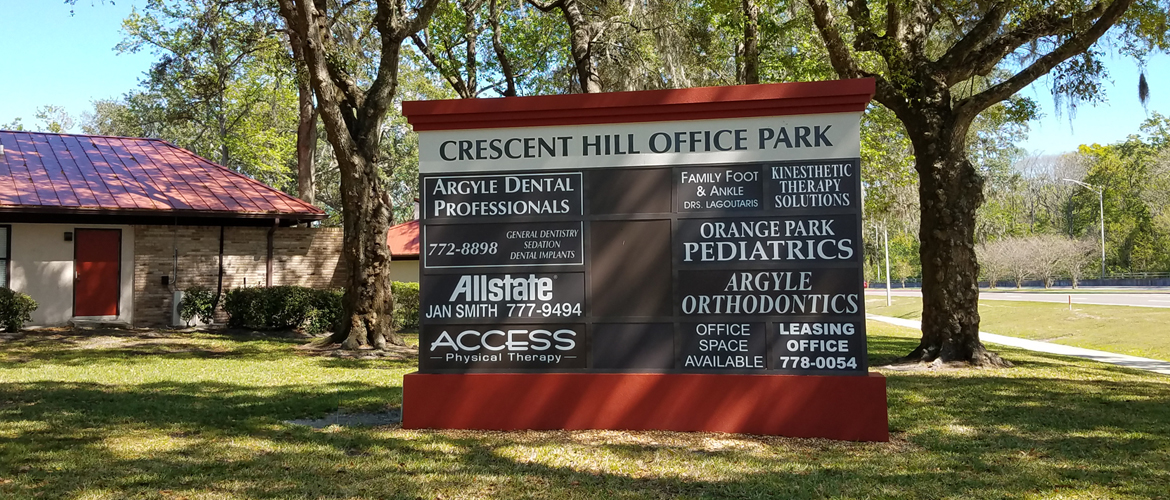 CRESCENT HILL OFFICE PARK
ARGYLE DENTAL
PROFESSIONALS
772-8898
GENERAL DENTISTRY
SEDATION
DENTAL IMPLANTS
Allstate
JAN SMITH 777-9494
ACCESS
Physical Therapy
FAMILY FOOT
& ANKLE
DRS. LAGOUTARIS
KINESTHETIC
THERAPY
SOLUTIONS
ORANGE PARK
PEDIATRICS
ARGYLE
ORTHODONTICS
OFFICE
SPACE
AVAILABLE
LEASING
OFFICE
778-0054